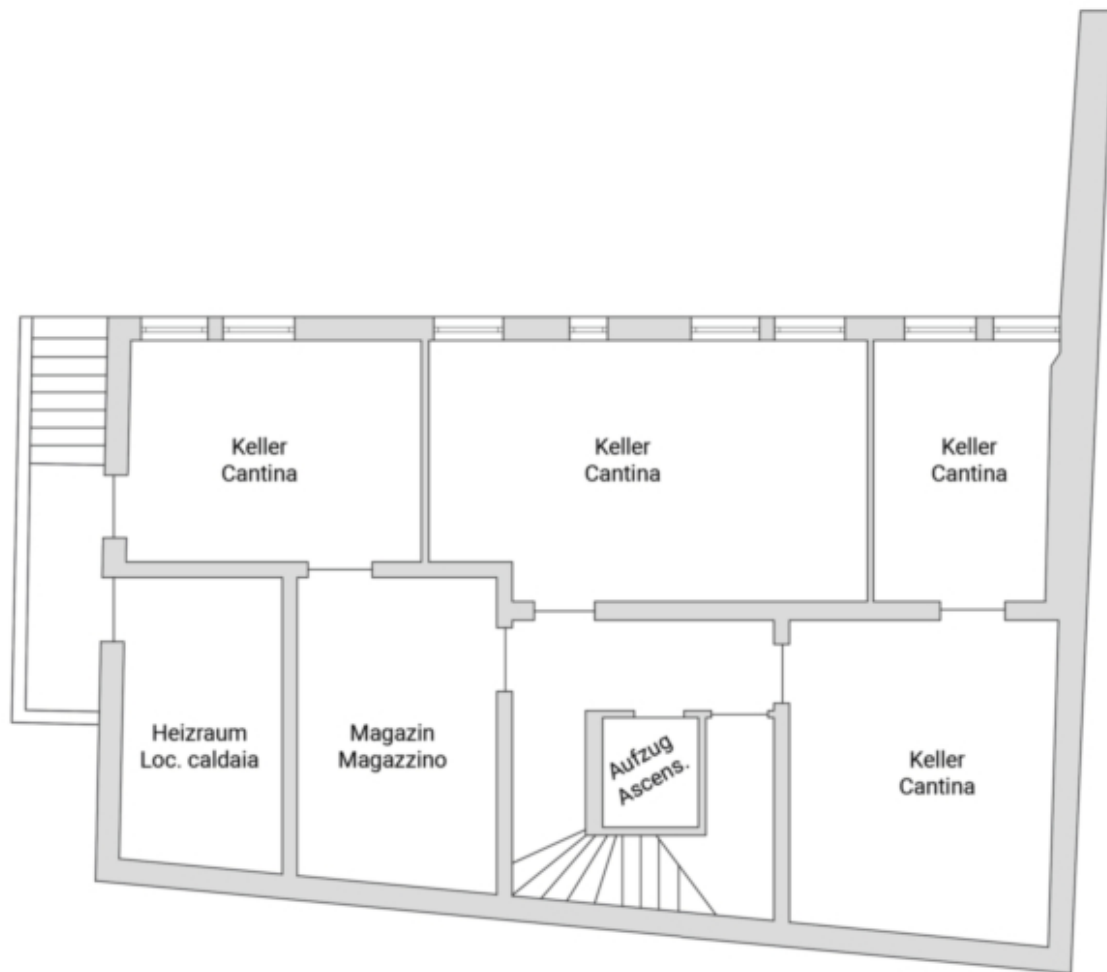 Keller
Cantina
Keller
Cantina
Keller
Cantina
Heizraum
Loc. caldaia
Magazin
Magazzino
Aufzug
Ascens.
Keller
Cantina